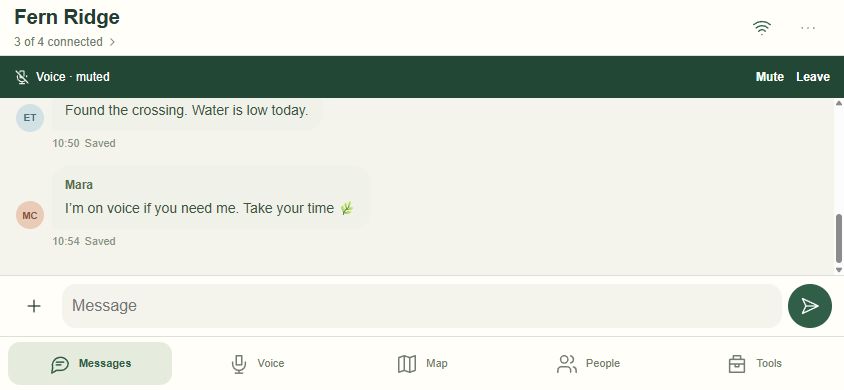 Fern Ridge
3 of 4 connected
Voice · muted
Mute Leave
ET
Found the crossing. Water is low today.
10:50 Saved
Mara
MC
I'm on voice if you need me. Take your time 🌿
10:54 Saved
Message
Messages Voice Map People Tools